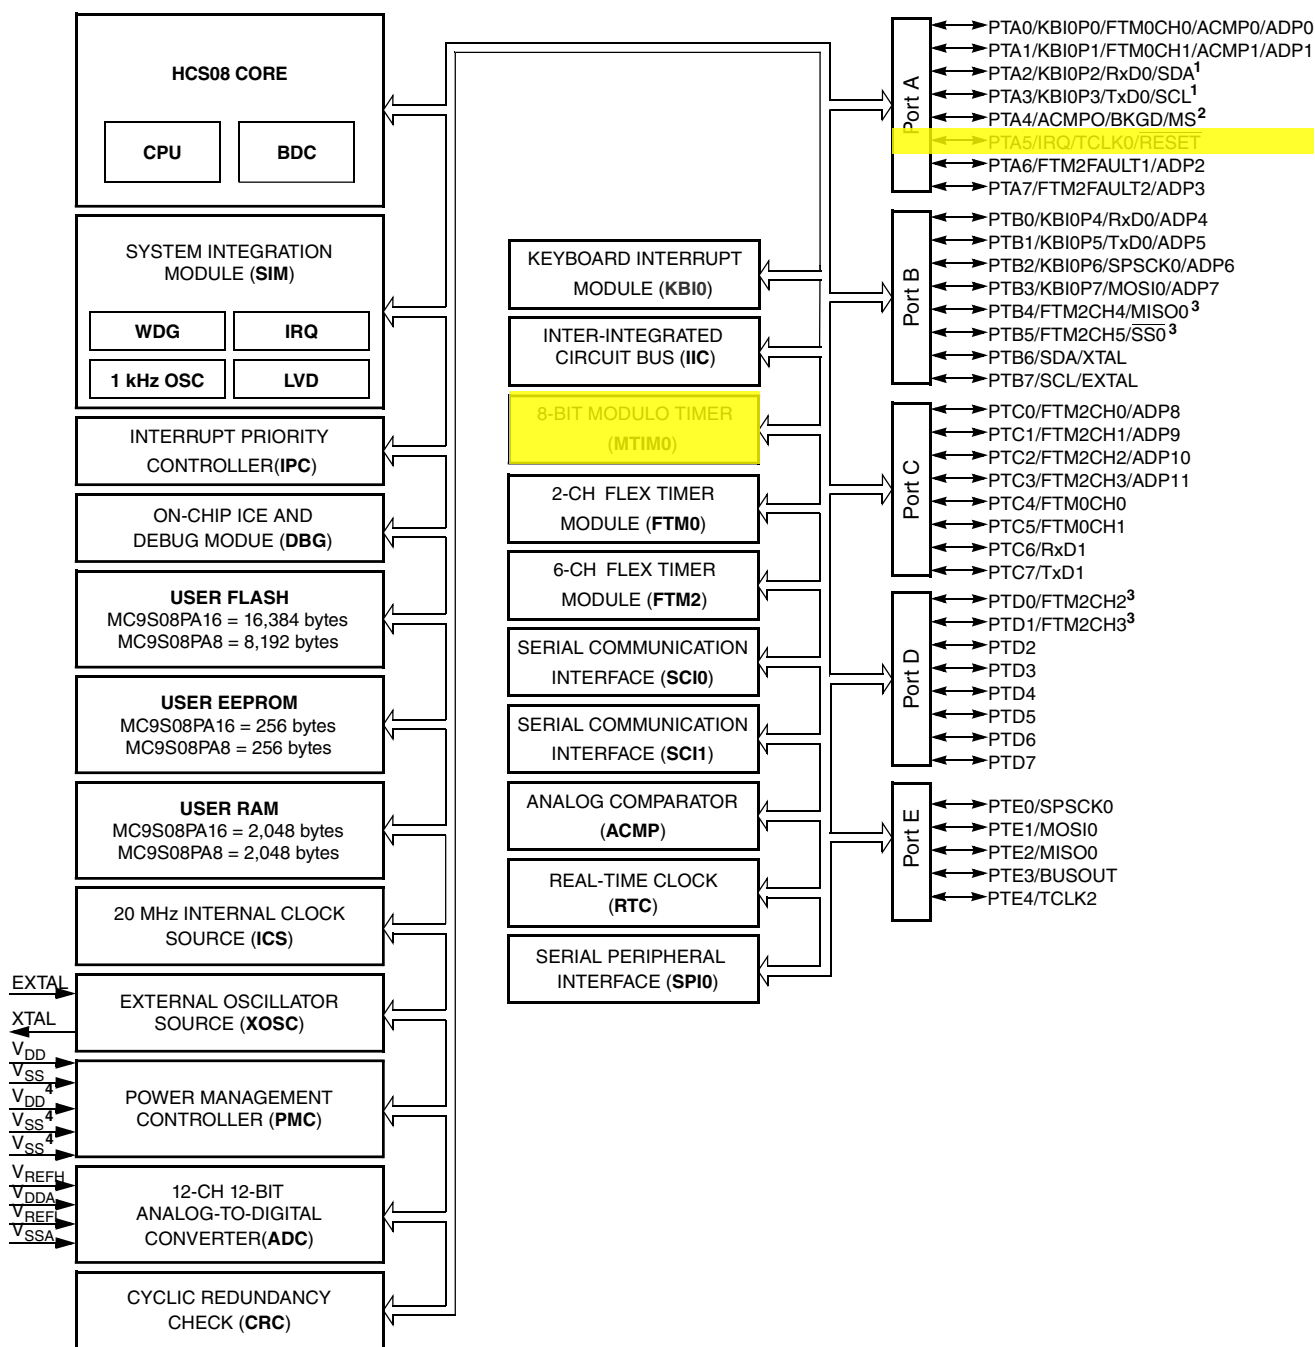 HCS08 CORE
CPU
BDC
SYSTEM INTEGRATION
MODULE (SIM)
WDG
IRQ
1 kHz OSC
LVD
INTERRUPT PRIORITY
CONTROLLER(IPC)
ON-CHIP ICE AND
DEBUG MODUE (DBG)
USER FLASH
MC9S08PA16 = 16,384 bytes
MC9S08PA8 = 8,192 bytes
USER EEPROM
MC9S08PA16 = 256 bytes
MC9S08PA8 = 256 bytes
USER RAM
MC9S08PA16 = 2,048 bytes
MC9S08PA8 = 2,048 bytes
20 MHz INTERNAL CLOCK
SOURCE (ICS)
EXTAL
XTAL
EXTERNAL OSCILLATOR
SOURCE (XOSC)
VDD
VSS
VDD4
VSS4
VSS4
POWER MANAGEMENT
CONTROLLER (PMC)
VREFH
VDDA
VREFL
VSSA
12-CH 12-BIT
ANALOG-TO-DIGITAL
CONVERTER(ADC)
CYCLIC REDUNDANCY
CHECK (CRC)
KEYBOARD INTERRUPT
MODULE (KBI0)
INTER-INTEGRATED
CIRCUIT BUS (IIC)
8-BIT MODULO TIMER
(MTIM0)
2-CH FLEX TIMER
MODULE (FTM0)
6-CH FLEX TIMER
MODULE (FTM2)
SERIAL COMMUNICATION
INTERFACE (SCI0)
SERIAL COMMUNICATION
INTERFACE (SCI1)
ANALOG COMPARATOR
(ACMP)
REAL-TIME CLOCK
(RTC)
SERIAL PERIPHERAL
INTERFACE (SPI0)
Port A
PTA0/KBI0P0/FTM0CH0/ACMP0/ADP0
PTA1/KBI0P1/FTM0CH1/ACMP1/ADP1
PTA2/KBI0P2/RxD0/SDA1
PTA3/KBI0P3/TxD0/SCL1
PTA4/ACMPO/BKGD/MS2
PTA5/IRQ/TCLK0/RESET
PTA6/FTM2FAULT1/ADP2
PTA7/FTM2FAULT2/ADP3
Port B
PTB0/KBI0P4/RxD0/ADP4
PTB1/KBI0P5/TxD0/ADP5
PTB2/KBI0P6/SPSCK0/ADP6
PTB3/KBI0P7/MOSI0/ADP7
PTB4/FTM2CH4/MISO0 3
PTB5/FTM2CH5/SS0 3
PTB6/SDA/XTAL
PTB7/SCL/EXTAL
Port C
PTC0/FTM2CH0/ADP8
PTC1/FTM2CH1/ADP9
PTC2/FTM2CH2/ADP10
PTC3/FTM2CH3/ADP11
PTC4/FTM0CH0
PTC5/FTM0CH1
PTC6/RxD1
PTC7/TxD1
Port D
PTD0/FTM2CH2 3
PTD1/FTM2CH3 3
PTD2
PTD3
PTD4
PTD5
PTD6
PTD7
Port E
PTE0/SPSCK0
PTE1/MOSI0
PTE2/MISO0
PTE3/BUSOUT
PTE4/TCLK2